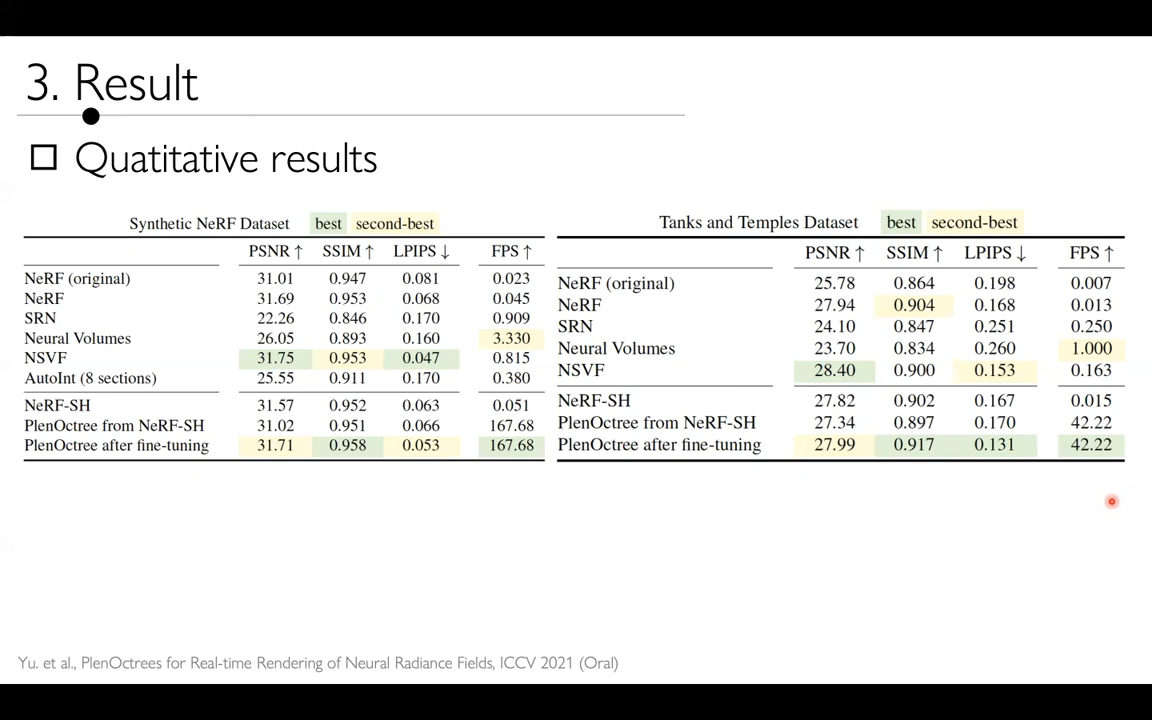 3. Result
Quatitative results
Synthetic NeRF Dataset best second-best
PSNR ↑ SSIM ↑ LPIPS ↓ FPS ↑
NeRF (original) 31.01 0.947 0.081 0.023
NeRF 31.69 0.953 0.068 0.045
SRN 22.26 0.846 0.170 0.909
Neural Volumes 26.05 0.893 0.160 3.330
NSVF 31.75 0.953 0.047 0.815
AutoInt (8 sections) 25.55 0.911 0.170 0.380
NeRF-SH 31.57 0.952 0.063 0.051
PlenOctree from NeRF-SH 31.02 0.951 0.066 167.68
PlenOctree after fine-tuning 31.71 0.958 0.053 167.68
Tanks and Temples Dataset best second-best
PSNR ↑ SSIM ↑ LPIPS ↓ FPS ↑
NeRF (original) 25.78 0.864 0.198 0.007
NeRF 27.94 0.904 0.168 0.013
SRN 24.10 0.847 0.251 0.250
Neural Volumes 23.70 0.834 0.260 1.000
NSVF 28.40 0.900 0.153 0.163
NeRF-SH 27.82 0.902 0.167 0.015
PlenOctree from NeRF-SH 27.34 0.897 0.170 42.22
PlenOctree after fine-tuning 27.99 0.917 0.131 42.22
Yu. et al., PlenOctrees for Real-time Rendering of Neural Radiance Fields, ICCV 2021 (Oral)